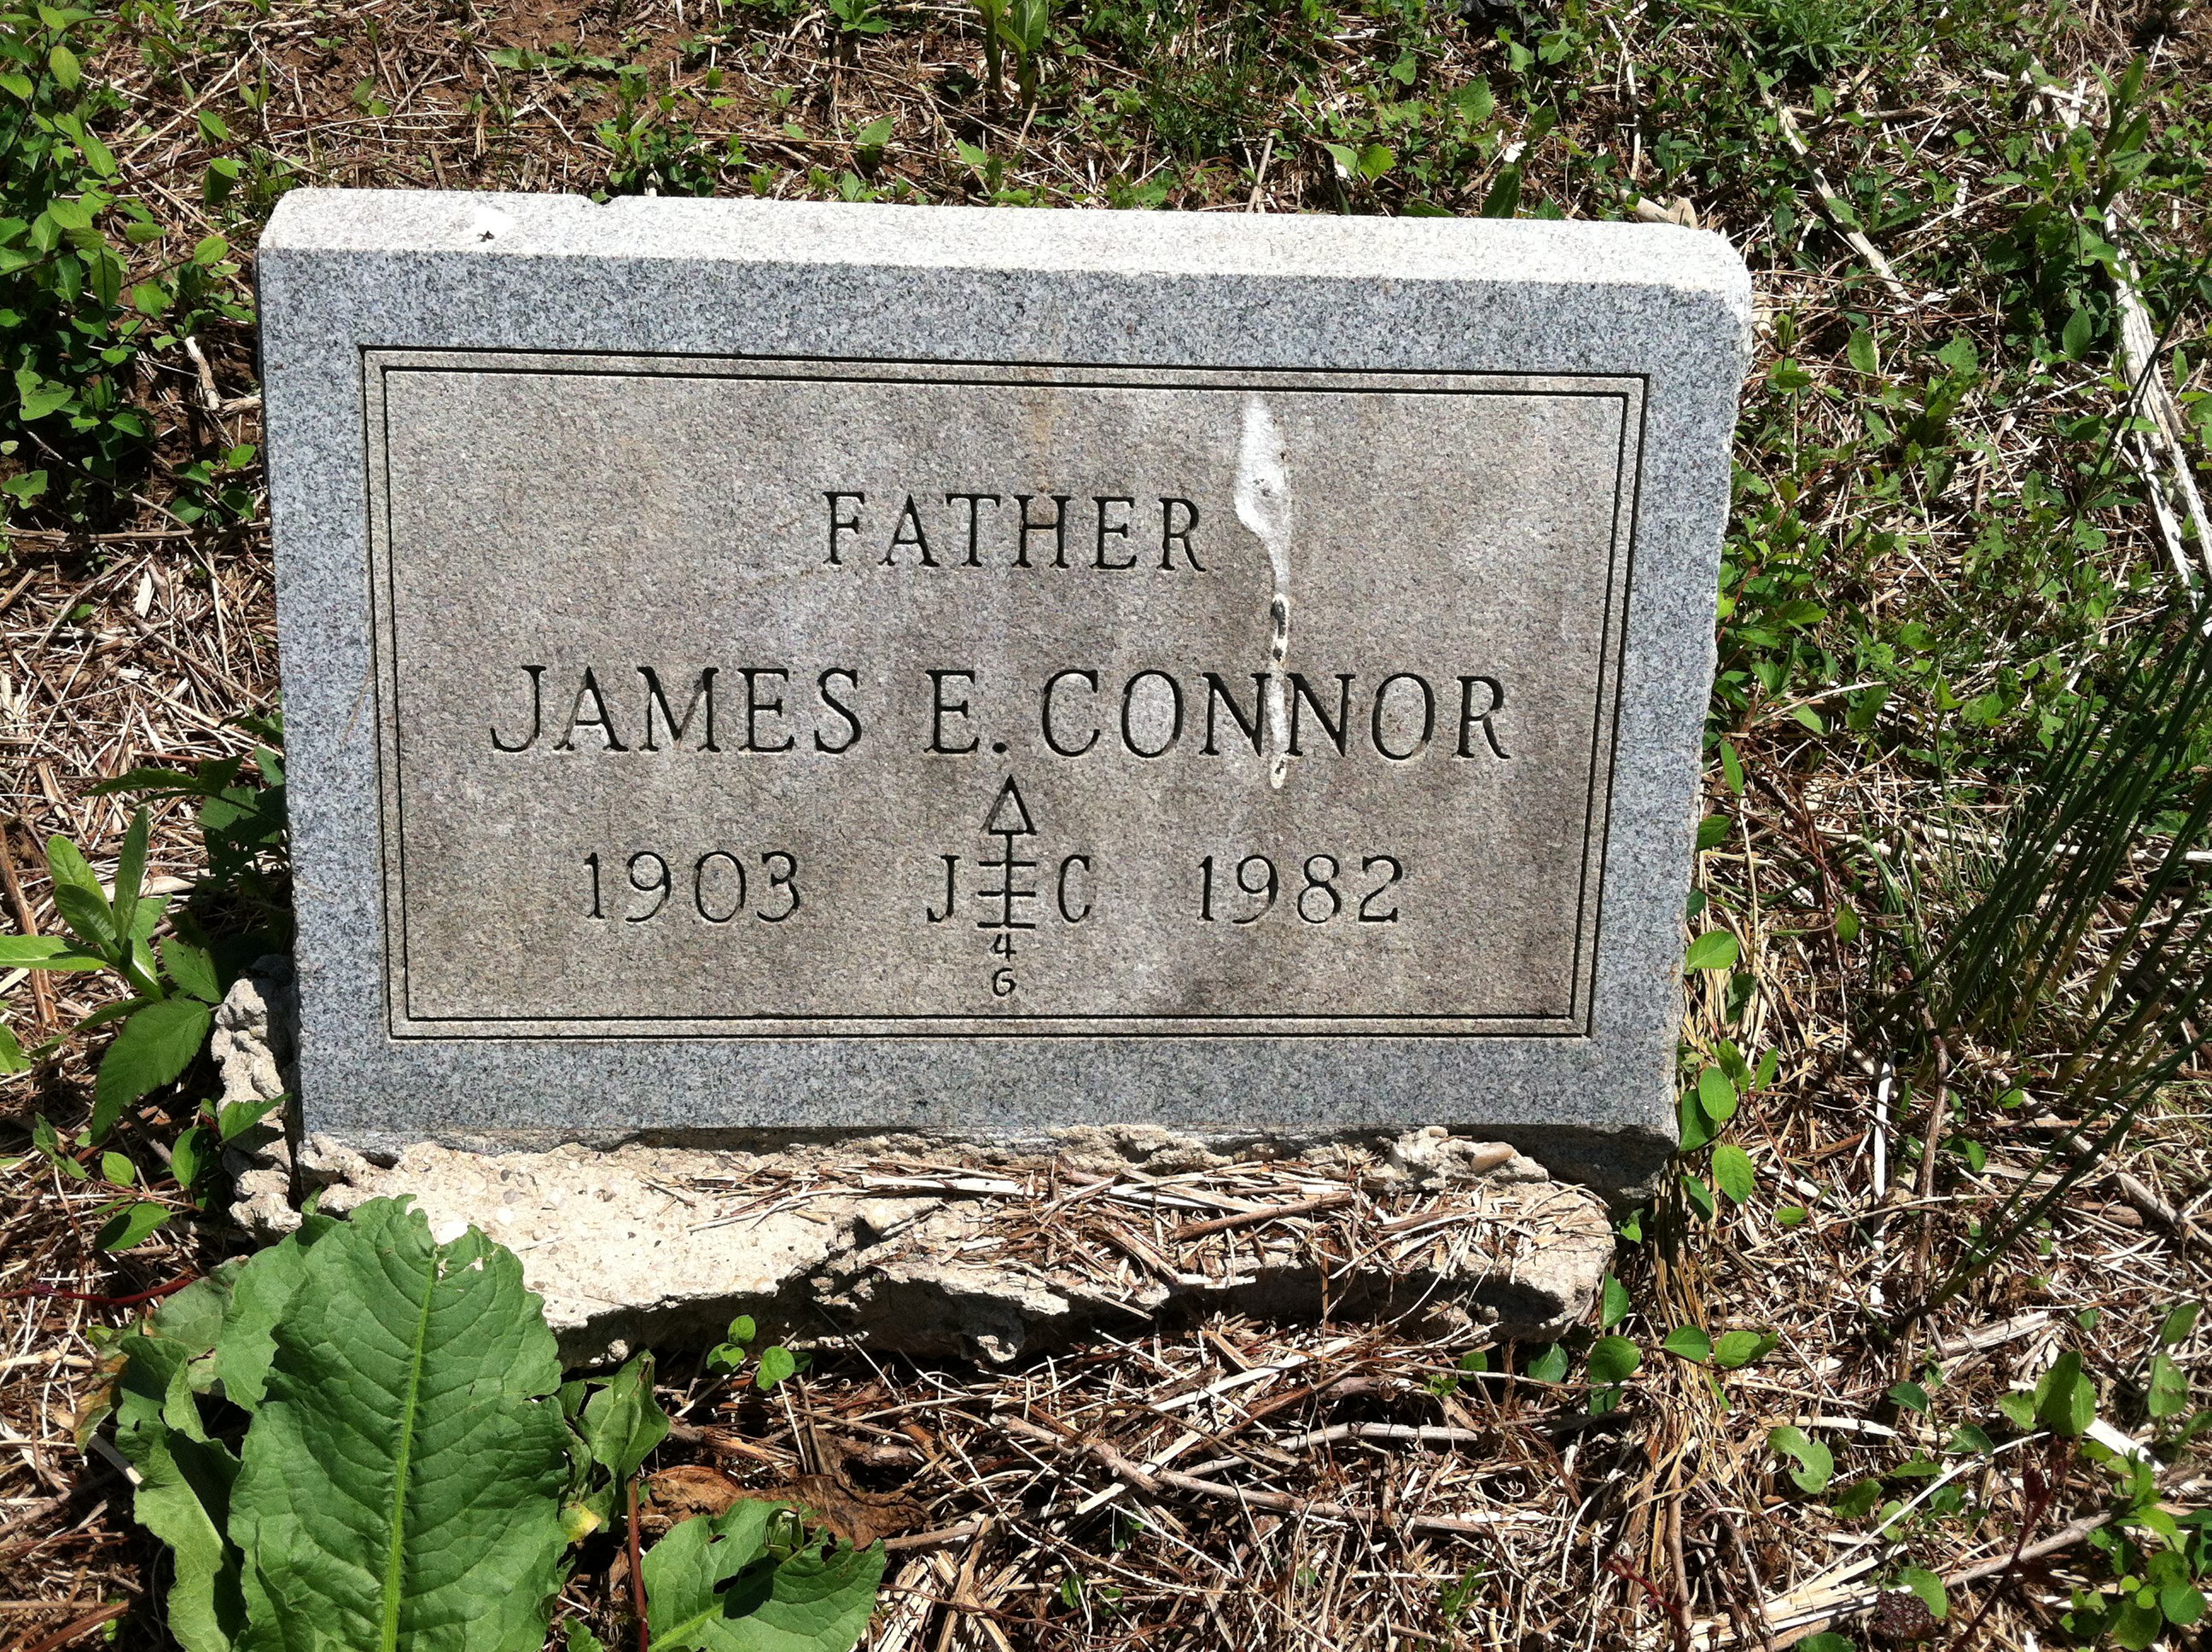 FATHER
JAMES E. CONNOR
1903 J E C 1982
4
6